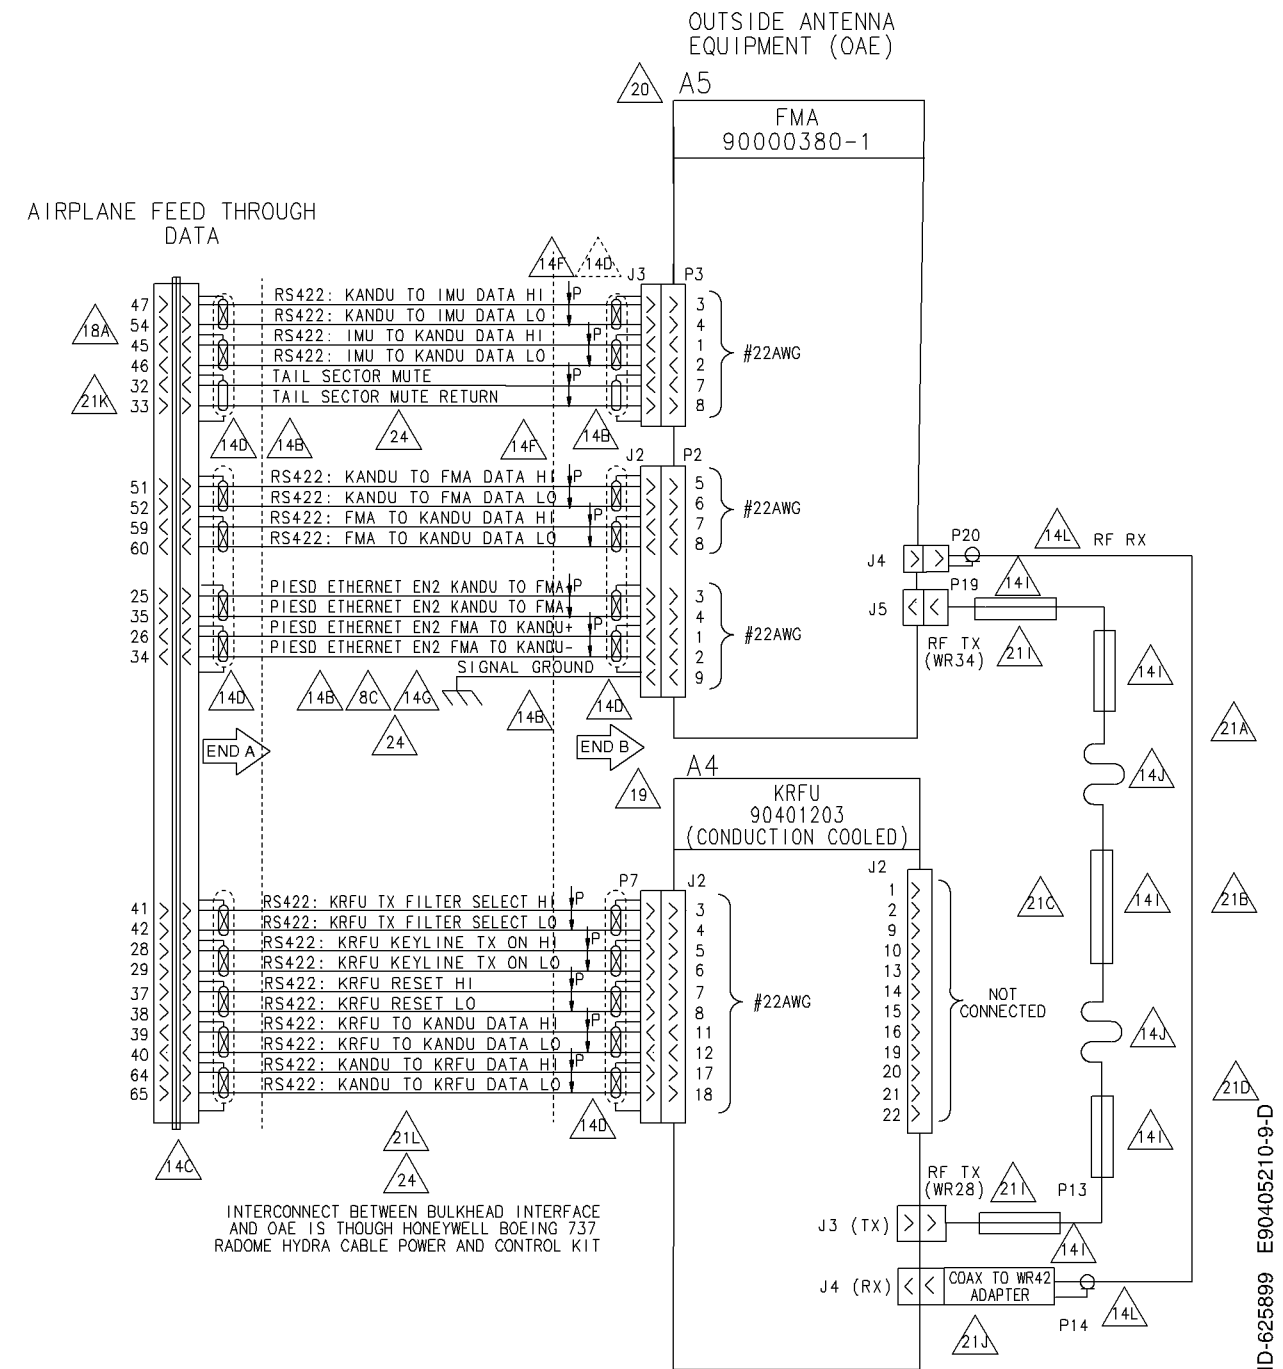 OUTSIDE ANTENNA
EQUIPMENT (OAE)
20
A5
FMA
90000380-1
AIRPLANE FEED THROUGH
DATA
14F
14D
J3
P3
47
RS422: KANDU TO IMU DATA HI
P
3
54
RS422: KANDU TO IMU DATA LO
4
18A
45
RS422: IMU TO KANDU DATA HI
P
1
46
RS422: IMU TO KANDU DATA LO
2
#22AWG
32
TAIL SECTOR MUTE
P
7
21K
33
TAIL SECTOR MUTE RETURN
8
14D
14B
24
14F
14B
J2
P2
51
RS422: KANDU TO FMA DATA HI
P
5
52
RS422: KANDU TO FMA DATA LO
6
#22AWG
59
RS422: FMA TO KANDU DATA HI
P
7
60
RS422: FMA TO KANDU DATA LO
8
J4
P20
14L
RF RX
25
PIESD ETHERNET EN2 KANDU TO FMA+
P
3
35
PIESD ETHERNET EN2 KANDU TO FMA-
4
26
PIESD ETHERNET EN2 FMA TO KANDU+
P
1
#22AWG
34
PIESD ETHERNET EN2 FMA TO KANDU-
2
SIGNAL GROUND
9
J5
P19
14I
RF TX
(WR34)
21I
14I
14D
14B
8C
14G
14B
14D
24
END A
END B
21A
14J
19
A4
KRFU
90401203
(CONDUCTION COOLED)
P7
J2
J2
41
RS422: KRFU TX FILTER SELECT HI
P
3
42
RS422: KRFU TX FILTER SELECT LO
4
28
RS422: KRFU KEYLINE TX ON HI
P
5
29
RS422: KRFU KEYLINE TX ON LO
6
37
RS422: KRFU RESET HI
P
7
38
RS422: KRFU RESET LO
8
#22AWG
39
RS422: KRFU TO KANDU DATA HI
P
11
40
RS422: KRFU TO KANDU DATA LO
12
64
RS422: KANDU TO KRFU DATA HI
P
17
65
RS422: KANDU TO KRFU DATA LO
18
1
2
9
10
13
14
15
16
19
20
21
22
NOT
CONNECTED
21C
14I
21B
14J
21D
14I
14D
14C
21L
24
INTERCONNECT BETWEEN BULKHEAD INTERFACE
AND OAE IS THOUGH HONEYWELL BOEING 737
RADOME HYDRA CABLE POWER AND CONTROL KIT
RF TX
(WR28)
21I
P13
J3 (TX)
14I
J4 (RX)
COAX TO WR42
ADAPTER
P14
14L
21J
ID-625899 E90405210-9-D